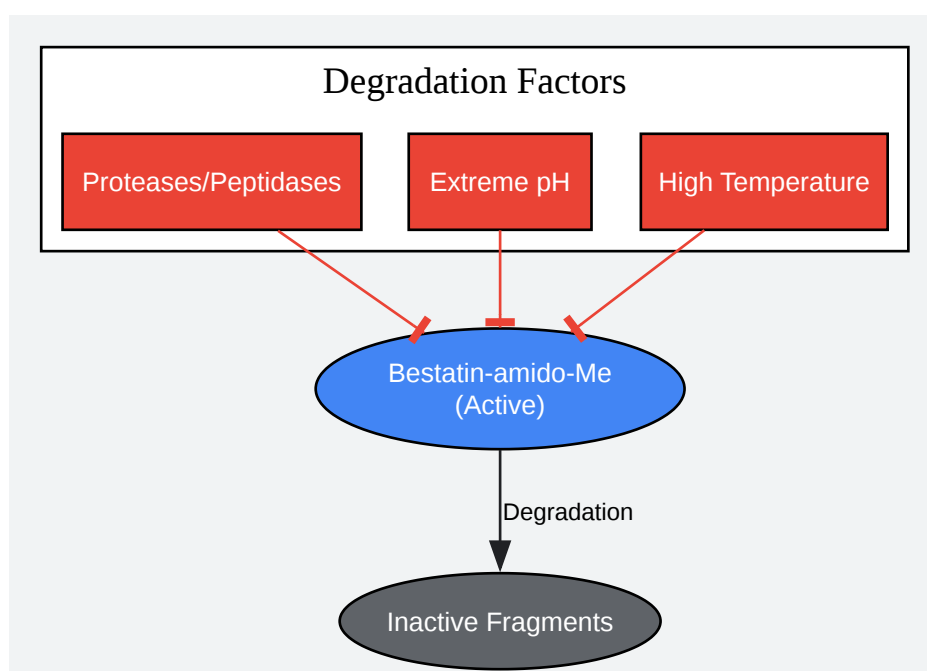 Degradation Factors
Proteases/Peptidases
Extreme pH
High Temperature
Bestatin-amido-Me
(Active)
Degradation
Inactive Fragments